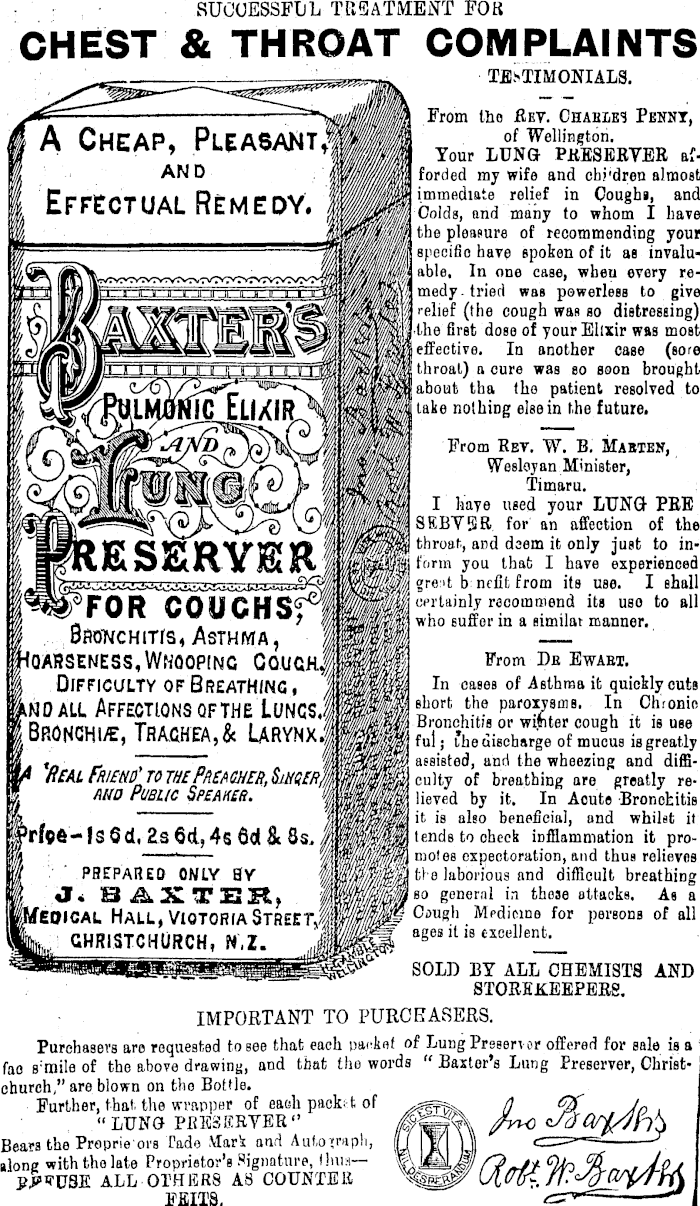 SUCCESSFUL TREATMENT FOR
CHEST & THROAT COMPLAINTS
A CHEAP, PLEASANT,
AND
EFFECTUAL REMEDY.
BAXTER'S
PULMONIC ELIXIR
AND
LUNG
PRESERVER
FOR COUGHS,
BRONCHITIS, ASTHMA,
HOARSENESS, WHOOPING COUGH,
DIFFICULTY OF BREATHING,
AND ALL AFFECTIONS OF THE LUNGS,
BRONCHIÆ, TRACHEA, & LARYNX.
A 'REAL FRIEND' TO THE PREACHER, SINGER,
AND PUBLIC SPEAKER.
Price—1s 6d. 2s 6d, 4s 6d & 8s.
PREPARED ONLY BY
J. BAXTER,
MEDICAL HALL, VICTORIA STREET,
CHRISTCHURCH, N.Z.
Jno Baxter
Robt W Baxter
LUNG PRESERVER
H. GAMBLE
WELLINGTON
TESTIMONIALS.
From the REV. CHARLES PENNY,
of Wellington.
Your LUNG PRESERVER af-
forded my wife and children almost
immediate relief in Coughs, and
Colds, and many to whom I have
the pleasure of recommending your
specific have spoken of it as invalu-
able. In one case, when every re-
medy tried was powerless to give
relief (the cough was so distressing)
the first dose of your Elixir was most
effective. In another case (sore
throat) a cure was so soon brought
about tha the patient resolved to
take nothing else in the future.
From REV. W. B. MARTEN,
Wesleyan Minister,
Timaru.
I have used your LUNG PRE
SERVER for an affection of the
throat, and deem it only just to in-
form you that I have experienced
great benefit from its use. I shall
certainly recommend its use to all
who suffer in a similar manner.
From DR EWART.
In cases of Asthma it quickly cuts
short the paroxysms. In Chronic
Bronchitis or winter cough it is use
ful; the discharge of mucus is greatly
assisted, and the wheezing and diffi-
culty of breathing are greatly re-
lieved by it. In Acute Bronchitis
it is also beneficial, and whilst it
tends to check infflammation it pro-
motes expectoration, and thus relieves
the laborious and difficult breathing
so general in these attacks. As a
Cough Medicine for persons of all
ages it is excellent.
SOLD BY ALL CHEMISTS AND
STOREKEEPERS.
IMPORTANT TO PURCHASERS.
Purchasers are requested to see that each packet of Lung Preserver offered for sale is a
fac simile of the above drawing, and that the words "Baxter's Lung Preserver, Christ-
church," are blown on the Bottle.
Further, that the wrapper of each packet of
"LUNG PRESERVER"
Bears the Proprietors Tade Mark and Autograph,
along with the late Proprietor's Signature, thus—
REFUSE ALL OTHERS AS COUNTER
FEITS.
SIC EST VITÆ
NIL DESPERANDUM
Jno Baxter
Robt. W. Baxter